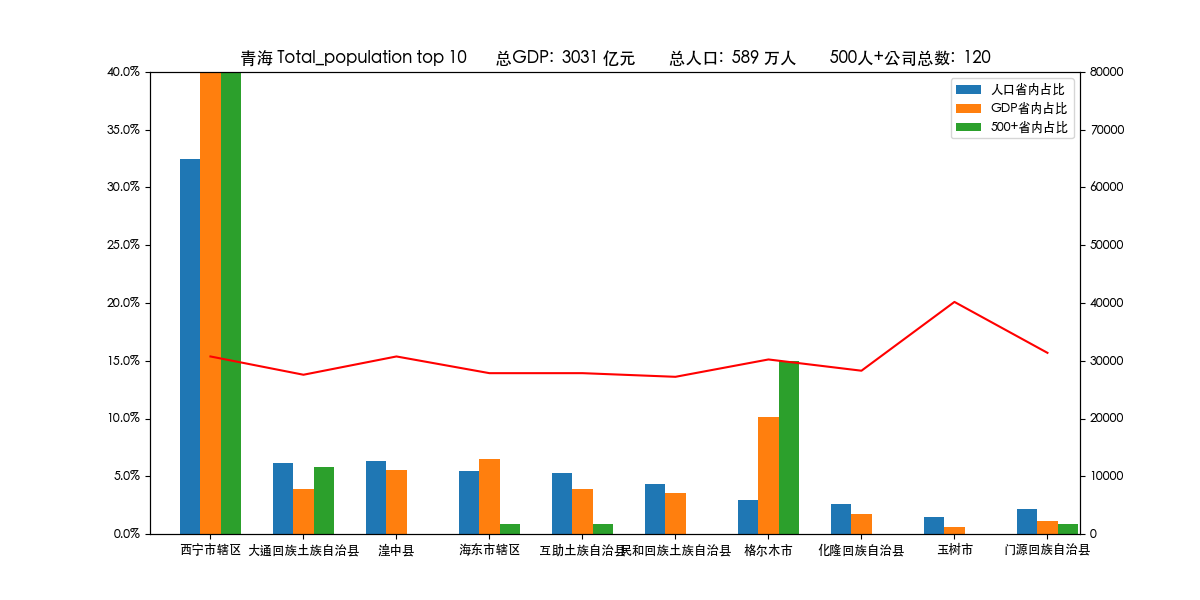 青海 Total_population top 10 总GDP: 3031 亿元 总人口: 589 万人 500人+公司总数: 120
人口省内占比
GDP省内占比
500+省内占比
40.0%
35.0%
30.0%
25.0%
20.0%
15.0%
10.0%
5.0%
0.0%
80000
70000
60000
50000
40000
30000
20000
10000
0
西宁市辖区
大通回族土族自治县
湟中县
海东市辖区
互助土族自治县
民和回族土族自治县
格尔木市
化隆回族自治县
玉树市
门源回族自治县